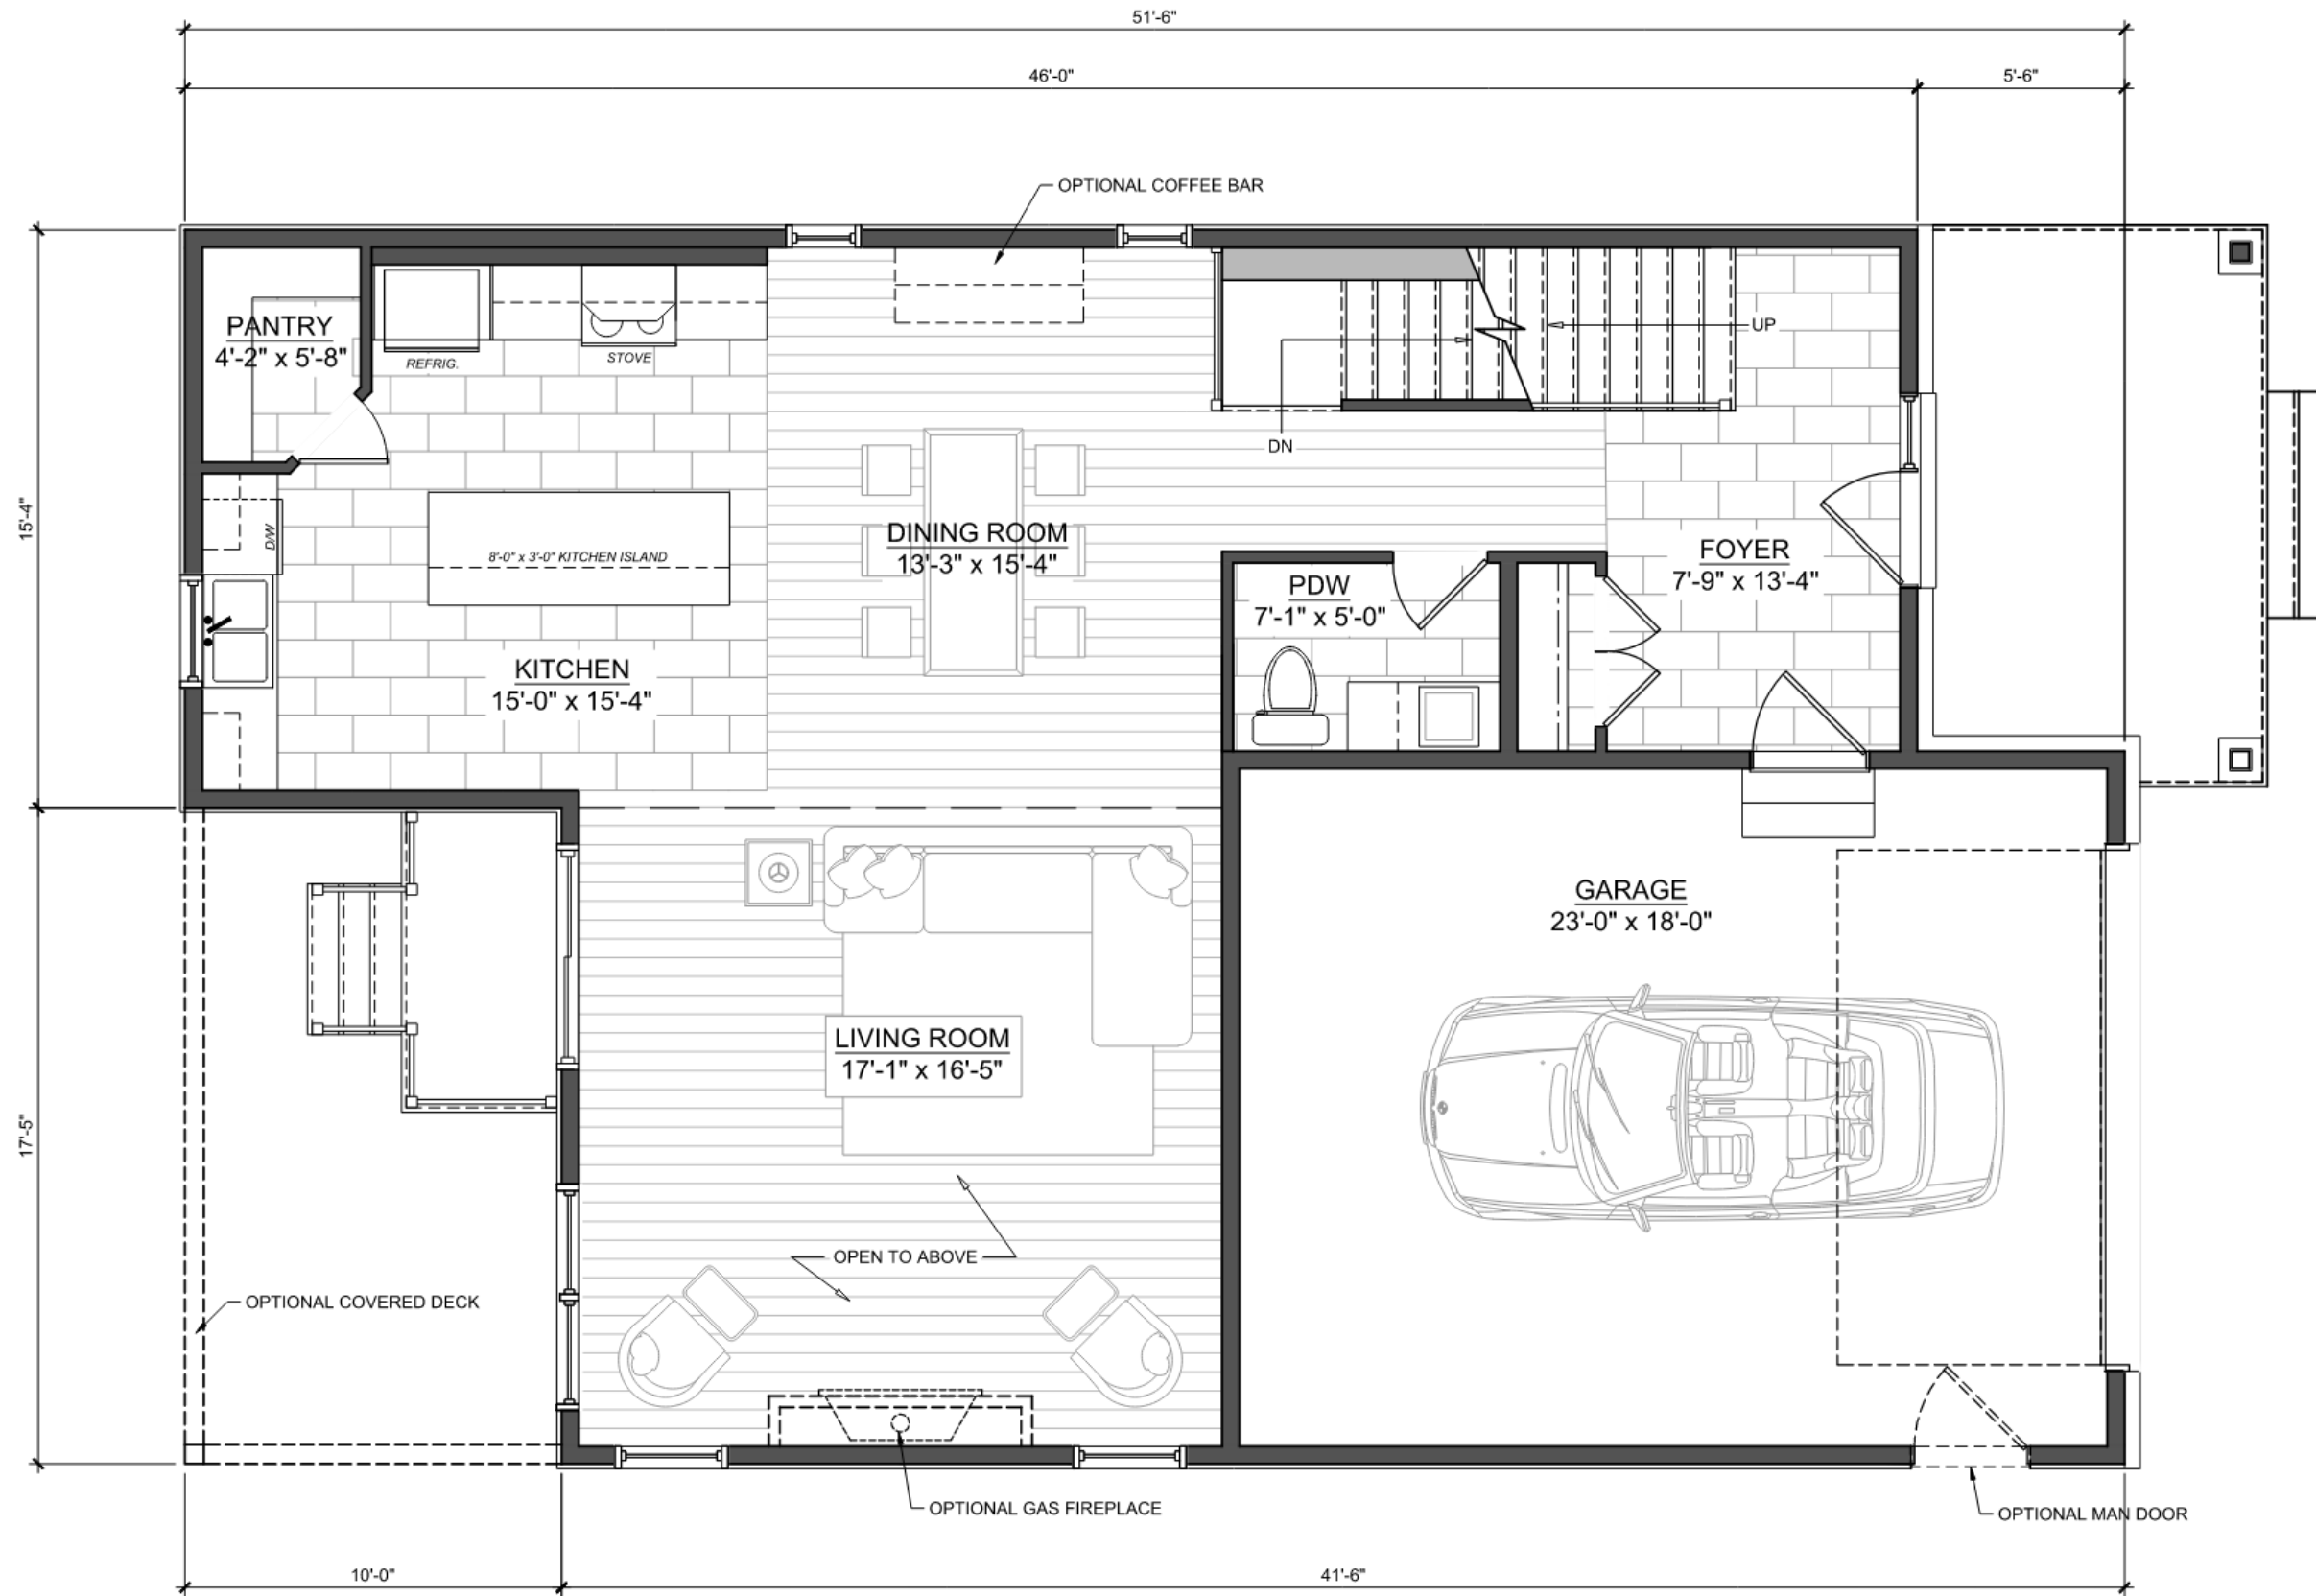 51'-6"
46'-0"
5'-6"
OPTIONAL COFFEE BAR
PANTRY
4'-2" x 5'-8"
REFRIG.
STOVE
UP
DN
15'-4"
D/W
8'-0" x 3'-0" KITCHEN ISLAND
DINING ROOM
13'-3" x 15'-4"
FOYER
7'-9" x 13'-4"
PDW
7'-1" x 5'-0"
KITCHEN
15'-0" x 15'-4"
GARAGE
23'-0" x 18'-0"
LIVING ROOM
17'-1" x 16'-5"
17'-5"
OPEN TO ABOVE
OPTIONAL COVERED DECK
OPTIONAL GAS FIREPLACE
OPTIONAL MAN DOOR
10'-0"
41'-6"